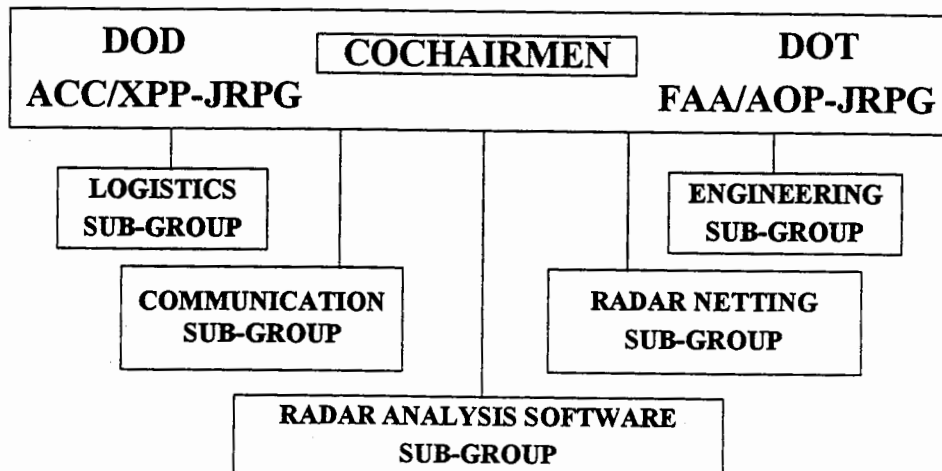 DOD
ACC/XPP-JRPG
COCHAIRMEN
DOT
FAA/AOP-JRPG
LOGISTICS
SUB-GROUP
ENGINEERING
SUB-GROUP
COMMUNICATION
SUB-GROUP
RADAR NETTING
SUB-GROUP
RADAR ANALYSIS SOFTWARE
SUB-GROUP